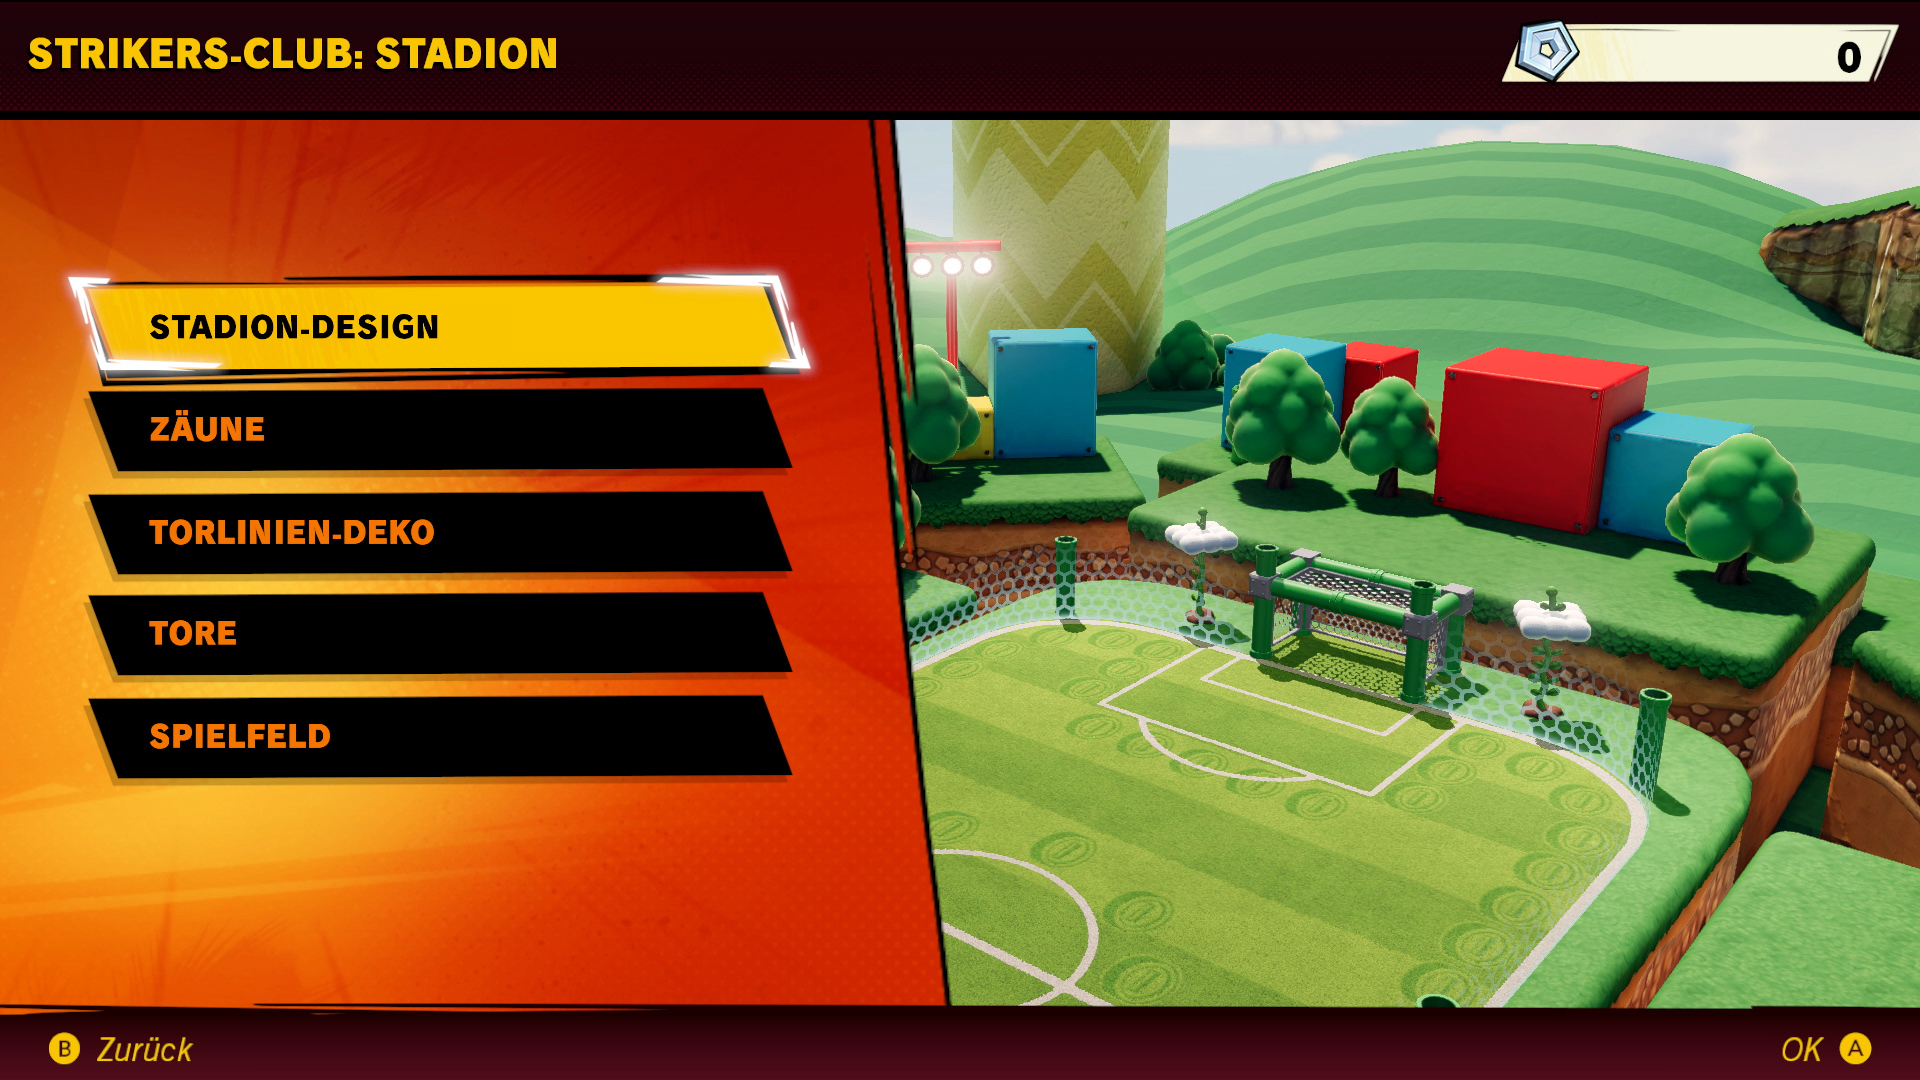 STRIKERS-CLUB: STADION
0
STADION-DESIGN
ZÄUNE
TORLINIEN-DEKO
TORE
SPIELFELD
B Zurück
OK A